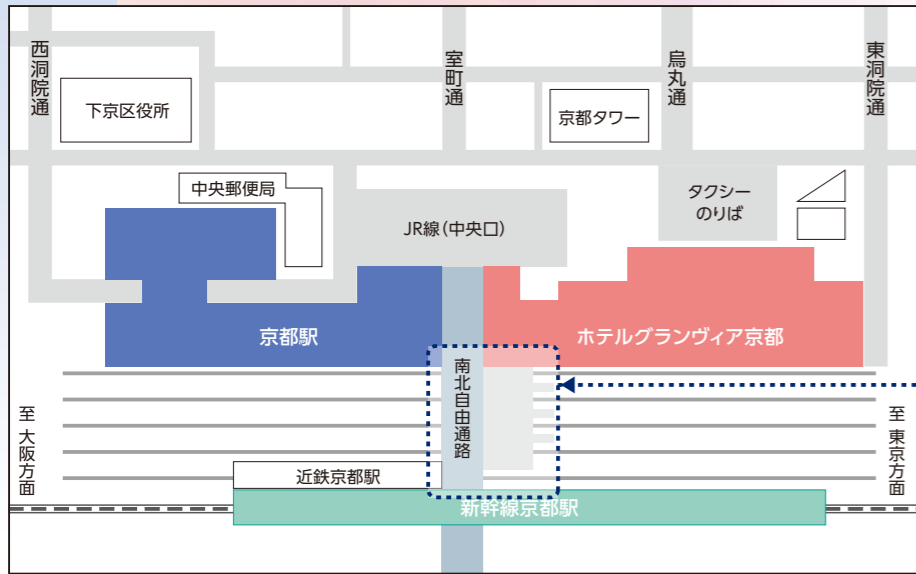 西洞院通
室町通
烏丸通
東洞院通
下京区役所
京都タワー
中央郵便局
タクシー
のりば
JR線(中央口)
京都駅
ホテルグランヴィア京都
南北自由通路
至 大阪方面
至 東京方面
近鉄京都駅
新幹線京都駅